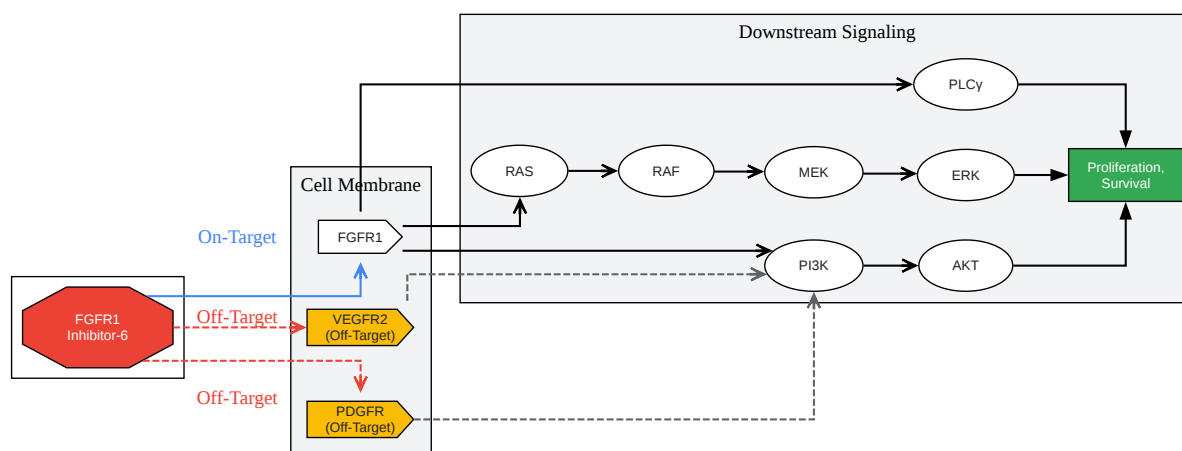 Downstream Signaling
PLCγ
RAS
RAF
MEK
ERK
Proliferation,
Survival
Cell Membrane
FGFR1
On-Target
PI3K
AKT
FGFR1
Inhibitor-6
Off-Target
VEGFR2
(Off-Target)
Off-Target
PDGFR
(Off-Target)